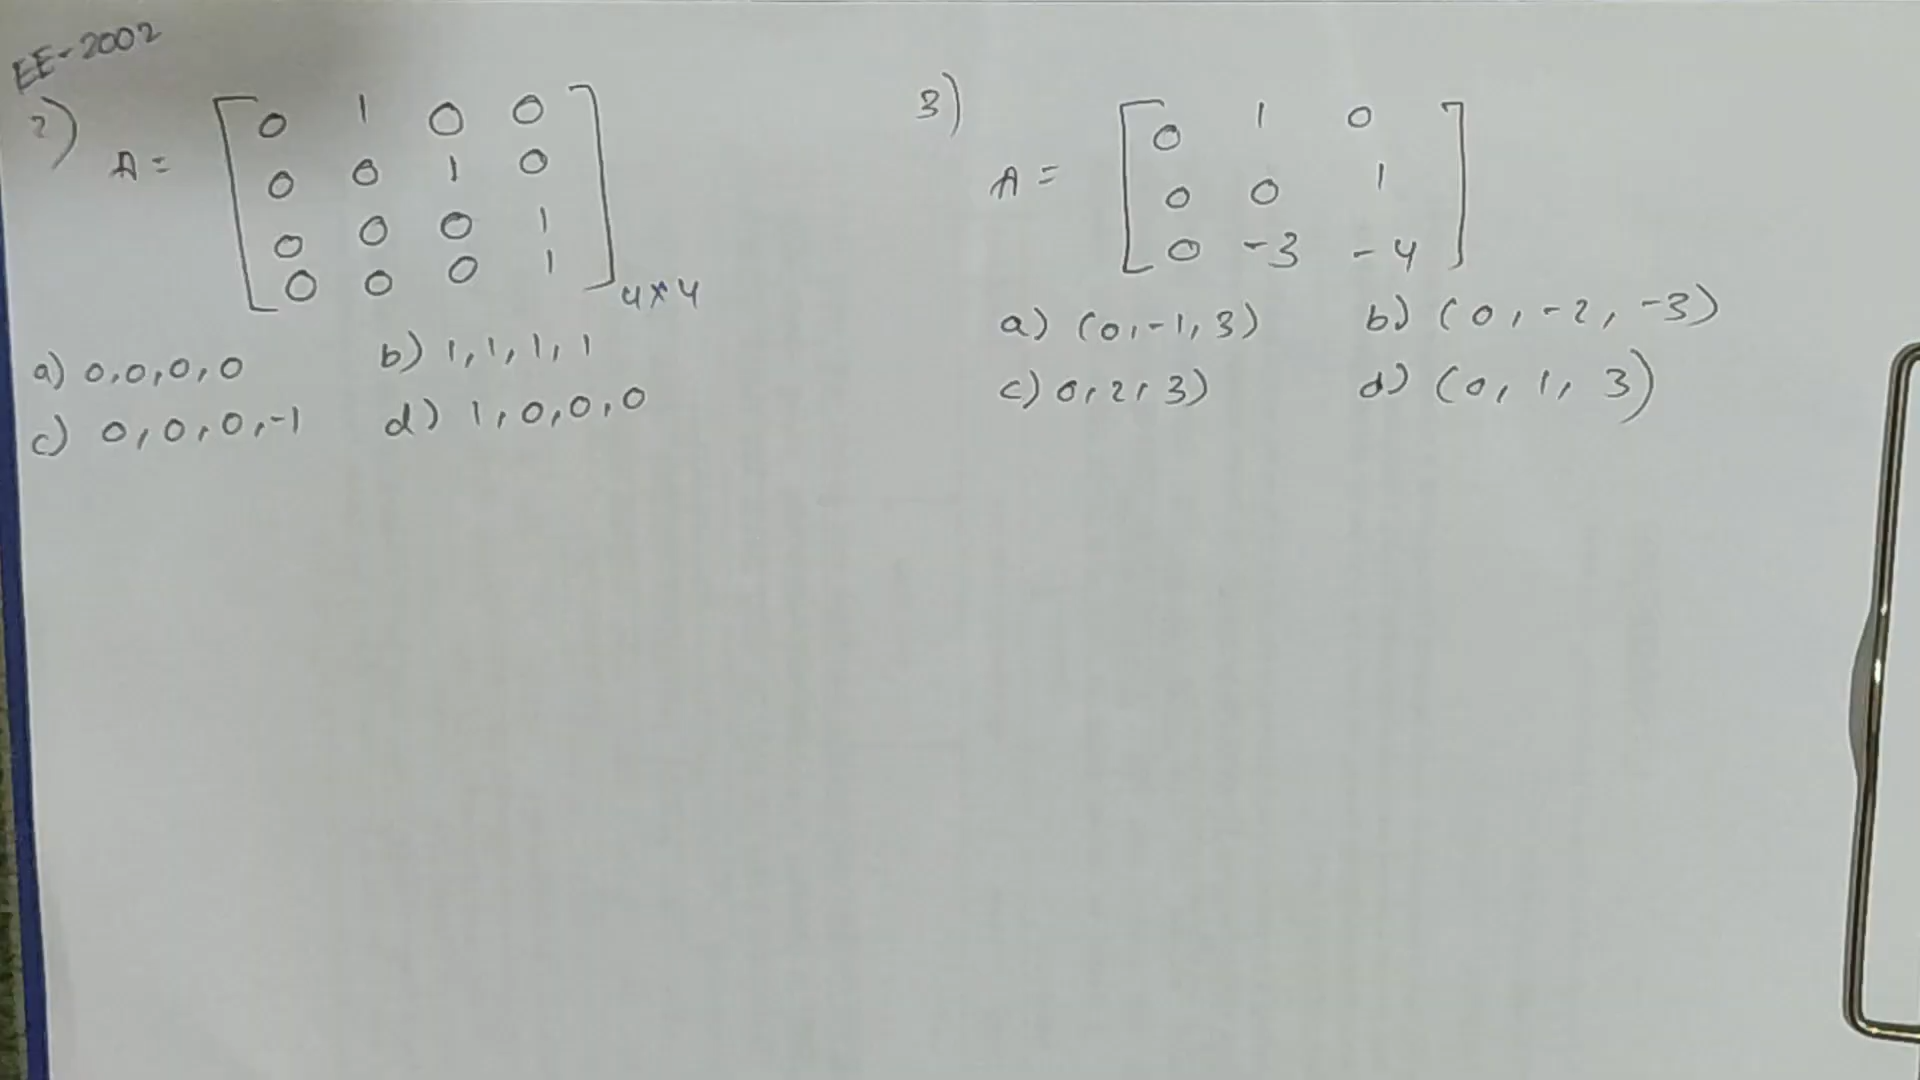 EE-2002
2) A = [ 0 1 0 0
0 0 1 0
0 0 0 1
0 0 0 1 ] 4×4
a) 0,0,0,0 b) 1,1,1,1
c) 0,0,0,-1 d) 1,0,0,0
3) A = [ 0 1 0
0 0 1
0 -3 -4 ]
a) (0,-1,3) b) (0,-2,-3)
c) 0,2,3) d) (0,1,3)